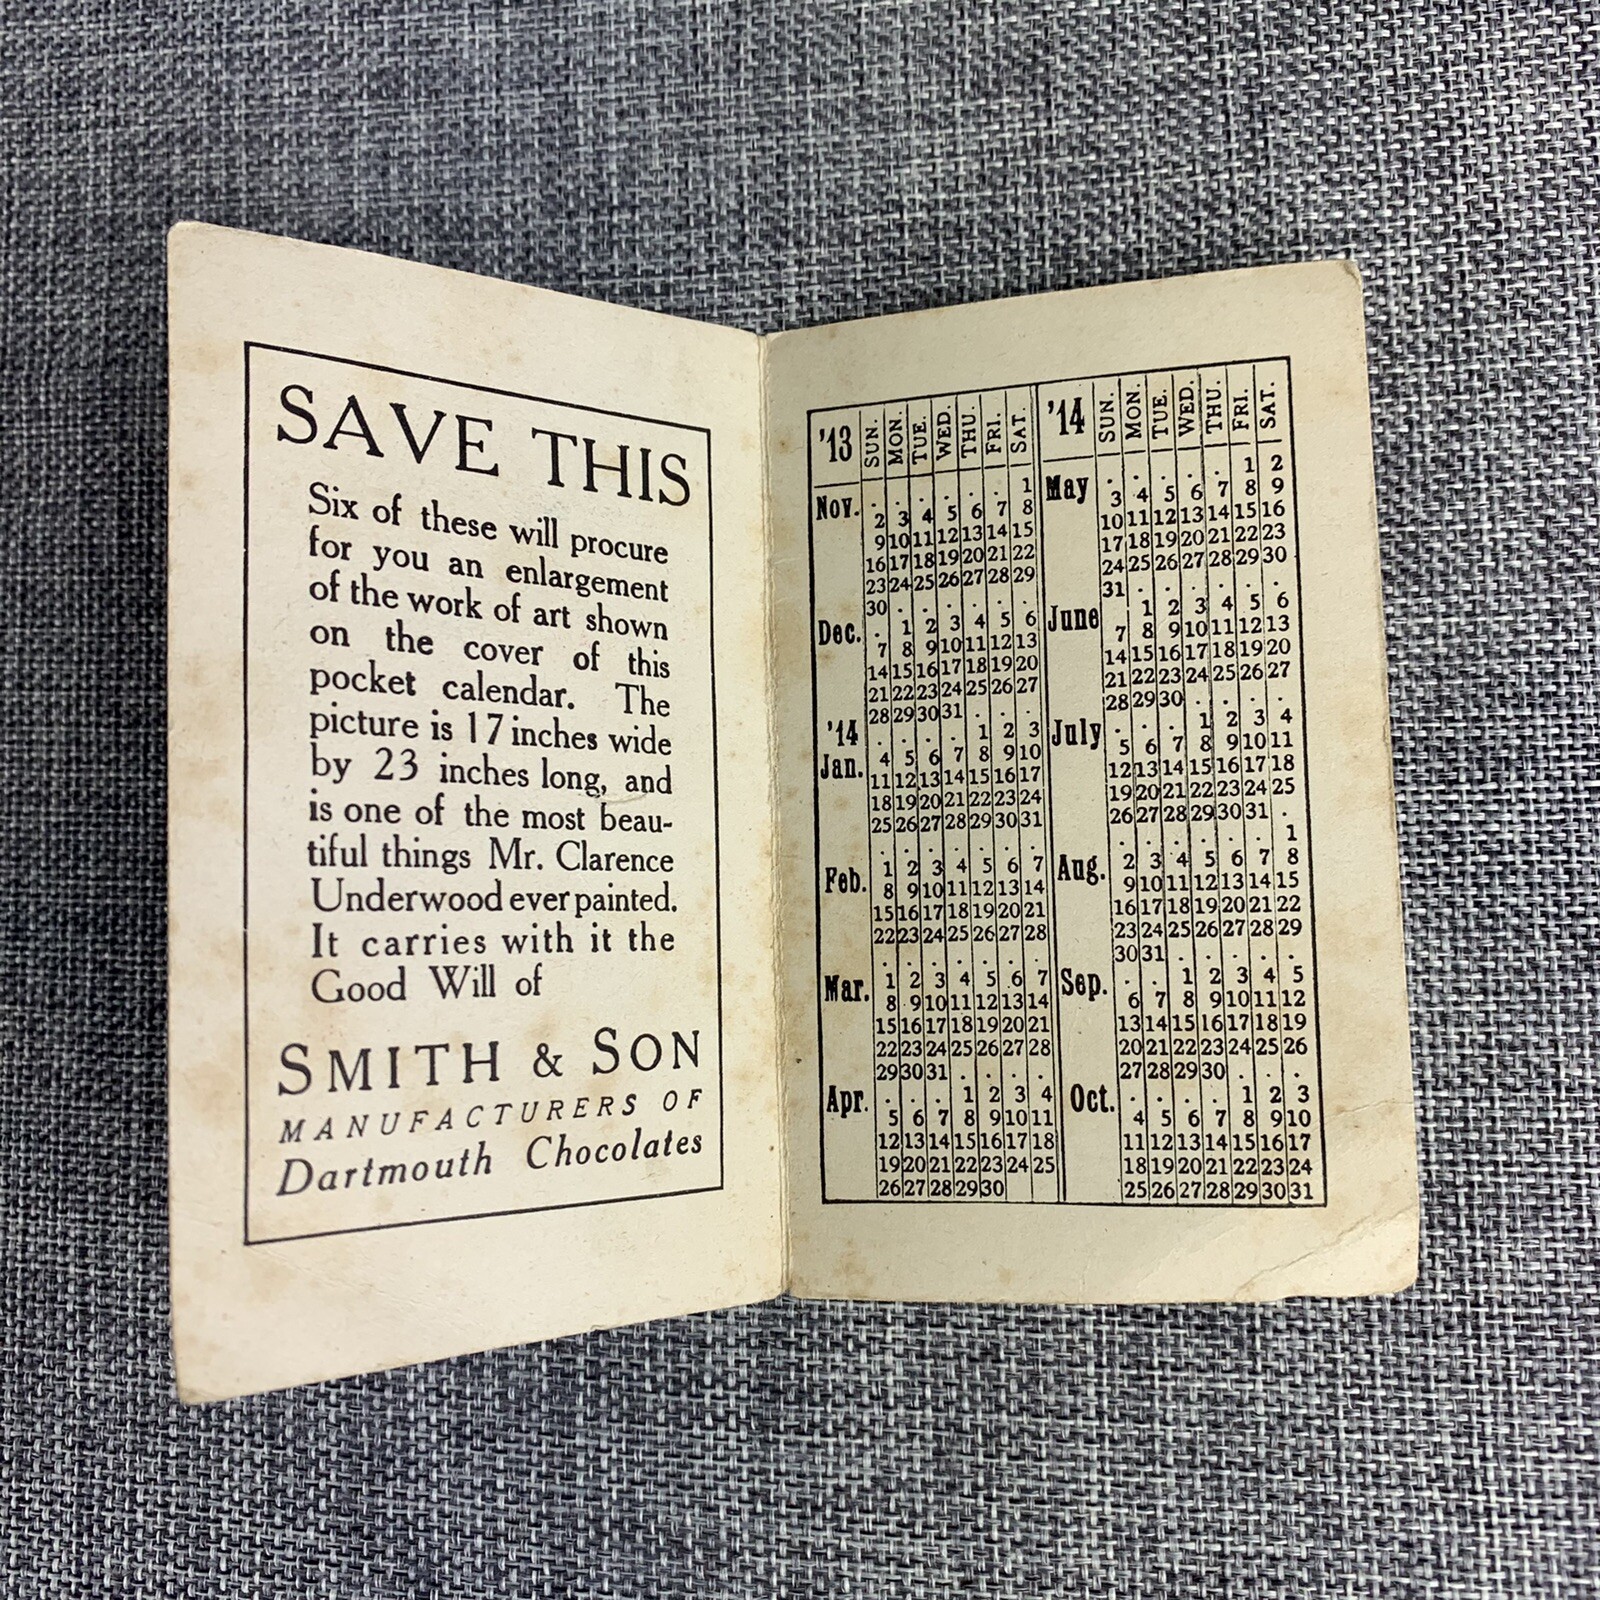 SAVE THIS
Six of these will procure
for you an enlargement
of the work of art shown
on the cover of this
pocket calendar. The
picture is 17 inches wide
by 23 inches long, and
is one of the most beau-
tiful things Mr. Clarence
Underwood ever painted.
It carries with it the
Good Will of
SMITH & SON
MANUFACTURERS OF
Dartmouth Chocolates
'13 SUN. MON. TUE. WED. THU. FRI. SAT.
Nov. . . . . . . 1
2 3 4 5 6 7 8
9 10 11 12 13 14 15
16 17 18 19 20 21 22
23 24 25 26 27 28 29
30 . . . . . .
Dec. . 1 2 3 4 5 6
7 8 9 10 11 12 13
14 15 16 17 18 19 20
21 22 23 24 25 26 27
28 29 30 31 . . .
'14
Jan. . . . . 1 2 3
4 5 6 7 8 9 10
11 12 13 14 15 16 17
18 19 20 21 22 23 24
25 26 27 28 29 30 31
. . . . . . .
Feb. 1 2 3 4 5 6 7
8 9 10 11 12 13 14
15 16 17 18 19 20 21
22 23 24 25 26 27 28
. . . . . . .
Mar. 1 2 3 4 5 6 7
8 9 10 11 12 13 14
15 16 17 18 19 20 21
22 23 24 25 26 27 28
29 30 31 . . . .
Apr. . . . 1 2 3 4
5 6 7 8 9 10 11
12 13 14 15 16 17 18
19 20 21 22 23 24 25
26 27 28 29 30
'14 SUN. MON. TUE. WED. THU. FRI. SAT.
May . . . . . 1 2
3 4 5 6 7 8 9
10 11 12 13 14 15 16
17 18 19 20 21 22 23
24 25 26 27 28 29 30
31 . . . . . .
June . 1 2 3 4 5 6
7 8 9 10 11 12 13
14 15 16 17 18 19 20
21 22 23 24 25 26 27
28 29 30 . . . .
July . . . 1 2 3 4
5 6 7 8 9 10 11
12 13 14 15 16 17 18
19 20 21 22 23 24 25
26 27 28 29 30 31 .
. . . . . . 1
Aug. 2 3 4 5 6 7 8
9 10 11 12 13 14 15
16 17 18 19 20 21 22
23 24 25 26 27 28 29
30 31 . . . . .
Sep. . . 1 2 3 4 5
6 7 8 9 10 11 12
13 14 15 16 17 18 19
20 21 22 23 24 25 26
27 28 29 30 . . .
Oct. . . . . 1 2 3
4 5 6 7 8 9 10
11 12 13 14 15 16 17
18 19 20 21 22 23 24
25 26 27 28 29 30 31